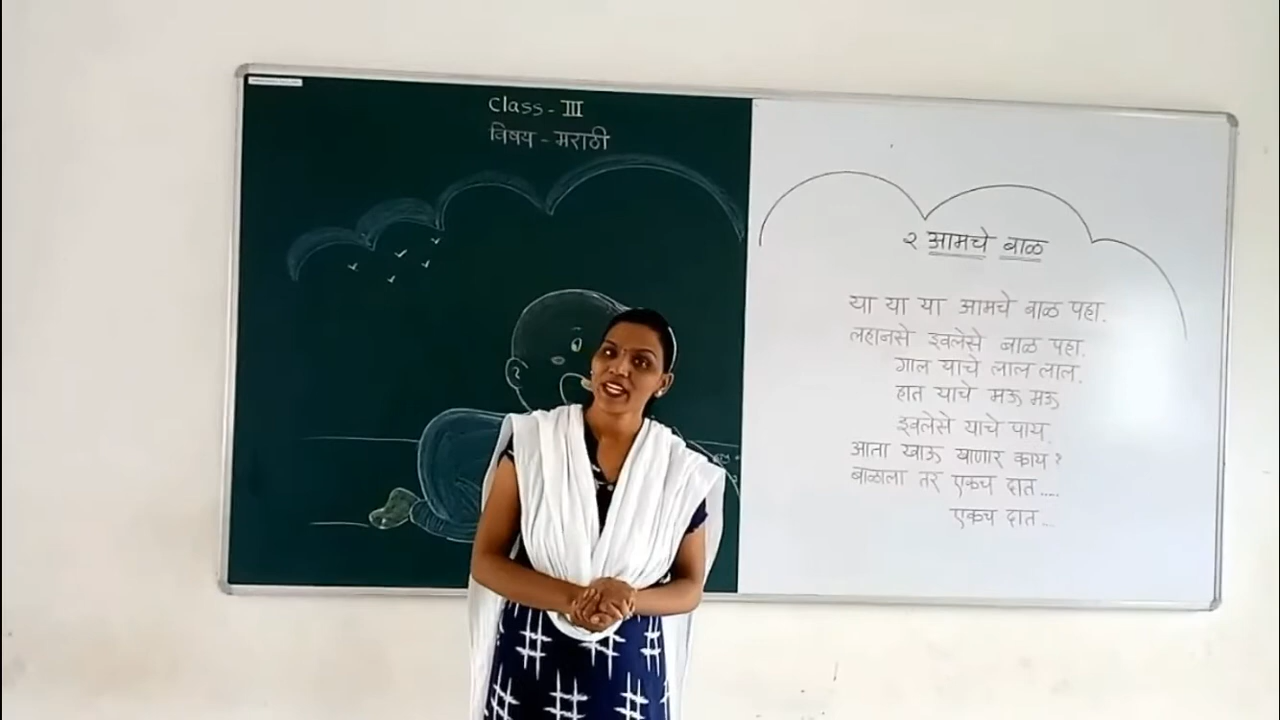 Class - III
विषय - मराठी
२ आमचे बाळ
या या या आमचे बाळ पहा.
लहानसे इवलेसे बाळ पहा.
गाल याचे लाल लाल.
हात याचे मऊ मऊ
इवलेसे याचे पाय.
आता खाऊ खाणार काय?
बाळाला तर एकच दात....
एकच दात...